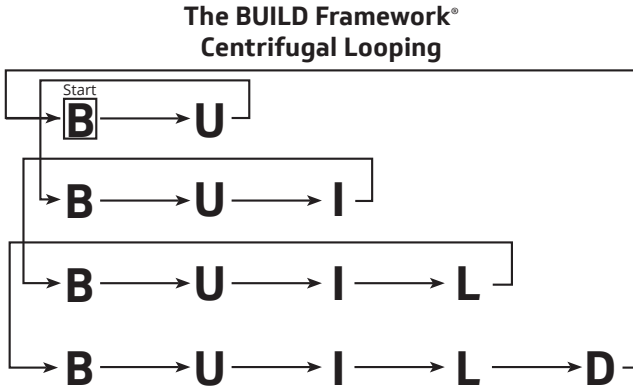 The BUILD Framework®
Centrifugal Looping
Start
B U
B U I
B U I L
B U I L D